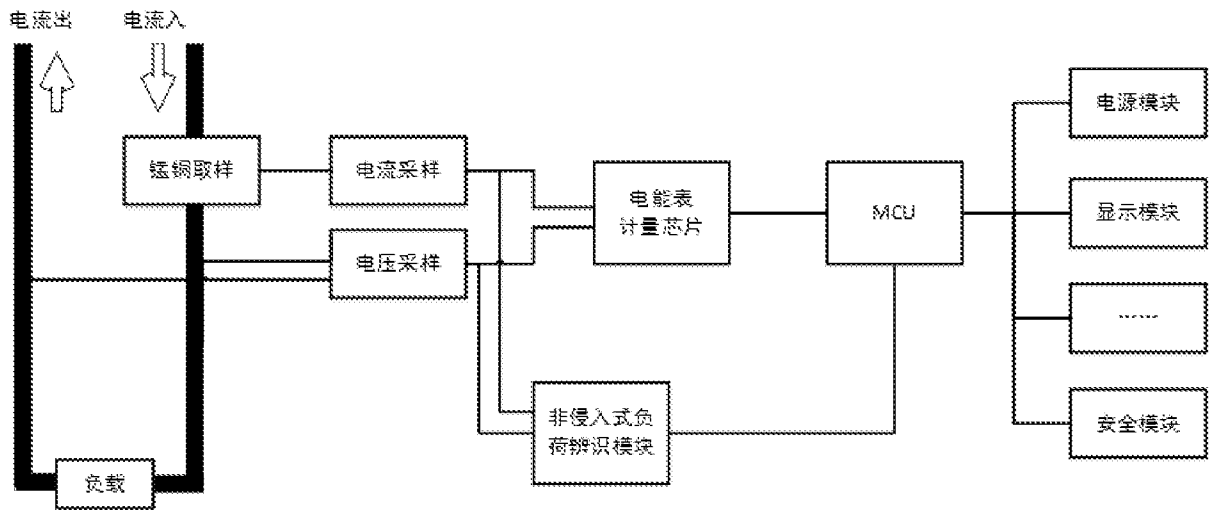 电流出
电流入
锰铜取样
电流采样
电压采样
电能表
计量芯片
MCU
电源模块
显示模块
……
安全模块
非侵入式负
荷辨识模块
负载